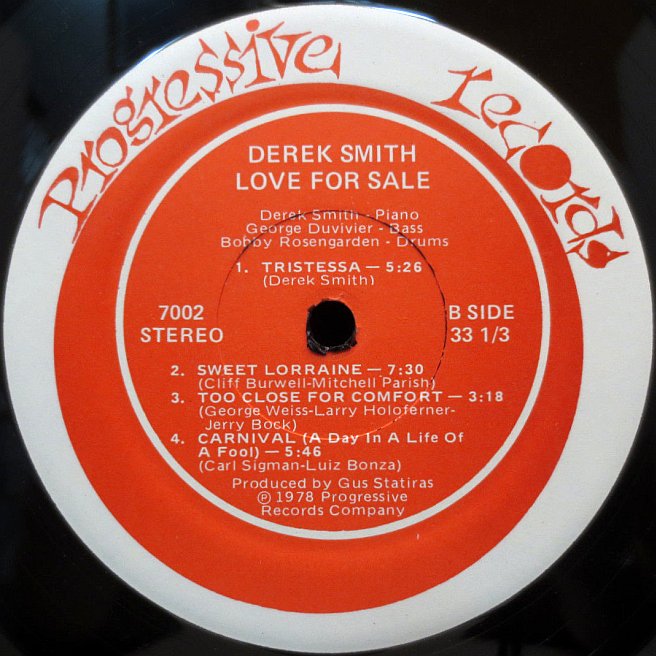 Progressive records
DEREK SMITH
LOVE FOR SALE
Derek Smith - Piano
George Duvivier - Bass
Bobby Rosengarden - Drums
1. TRISTESSA — 5:26
(Derek Smith)
7002
STEREO
B SIDE
33 1/3
2. SWEET LORRAINE — 7:30
(Cliff Burwell-Mitchell Parish)
3. TOO CLOSE FOR COMFORT — 3:18
(George Weiss-Larry Holoferner-
Jerry Bock)
4. CARNIVAL (A Day In A Life Of
A Fool) — 5:46
(Carl Sigman-Luiz Bonza)
Produced by Gus Statiras
℗ 1978 Progressive
Records Company